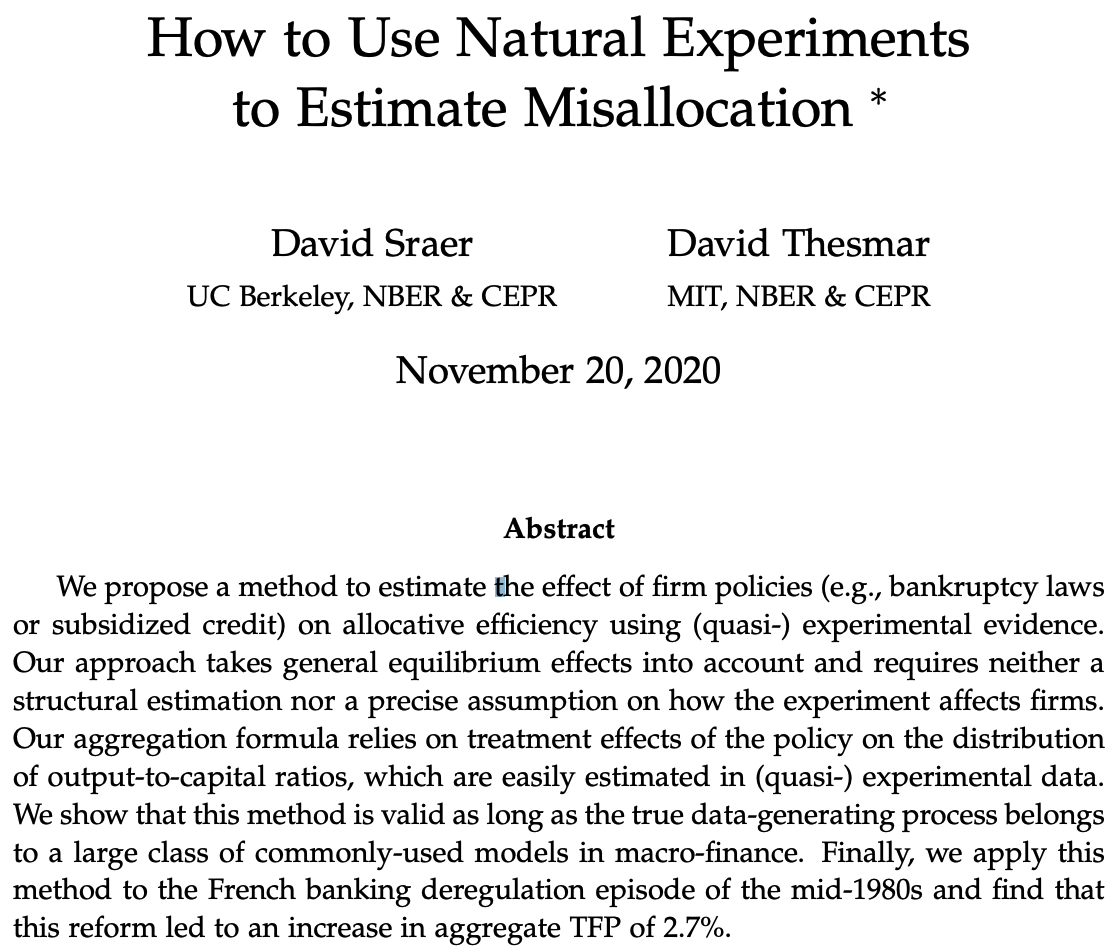 How to Use Natural Experiments
to Estimate Misallocation *
David Sraer David Thesmar
UC Berkeley, NBER & CEPR MIT, NBER & CEPR
November 20, 2020
Abstract
We propose a method to estimate the effect of firm policies (e.g., bankruptcy laws
or subsidized credit) on allocative efficiency using (quasi-) experimental evidence.
Our approach takes general equilibrium effects into account and requires neither a
structural estimation nor a precise assumption on how the experiment affects firms.
Our aggregation formula relies on treatment effects of the policy on the distribution
of output-to-capital ratios, which are easily estimated in (quasi-) experimental data.
We show that this method is valid as long as the true data-generating process belongs
to a large class of commonly-used models in macro-finance. Finally, we apply this
method to the French banking deregulation episode of the mid-1980s and find that
this reform led to an increase in aggregate TFP of 2.7%.